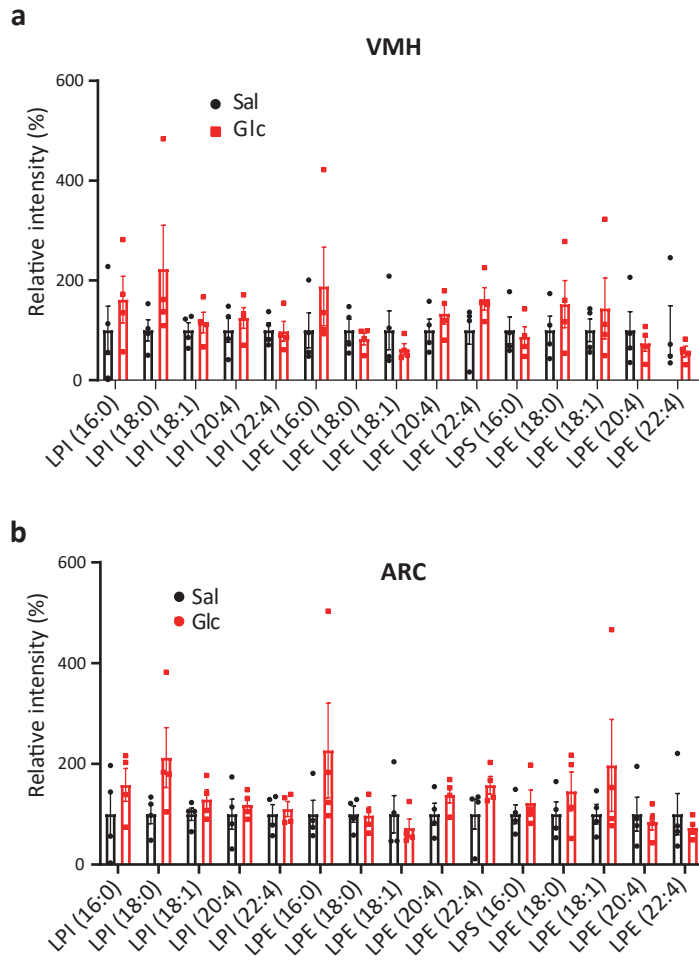 a
VMH
600
400
200
0
Relative intensity (%)
Sal
Glc
LPI (16:0)
LPI (18:0)
LPI (18:1)
LPI (20:4)
LPI (22:4)
LPE (16:0)
LPE (18:0)
LPE (18:1)
LPE (20:4)
LPE (22:4)
LPS (16:0)
LPE (18:0)
LPE (18:1)
LPE (20:4)
LPE (22:4)
b
ARC
600
400
200
0
Relative intensity (%)
Sal
Glc
LPI (16:0)
LPI (18:0)
LPI (18:1)
LPI (20:4)
LPI (22:4)
LPE (16:0)
LPE (18:0)
LPE (18:1)
LPE (20:4)
LPE (22:4)
LPS (16:0)
LPE (18:0)
LPE (18:1)
LPE (20:4)
LPE (22:4)